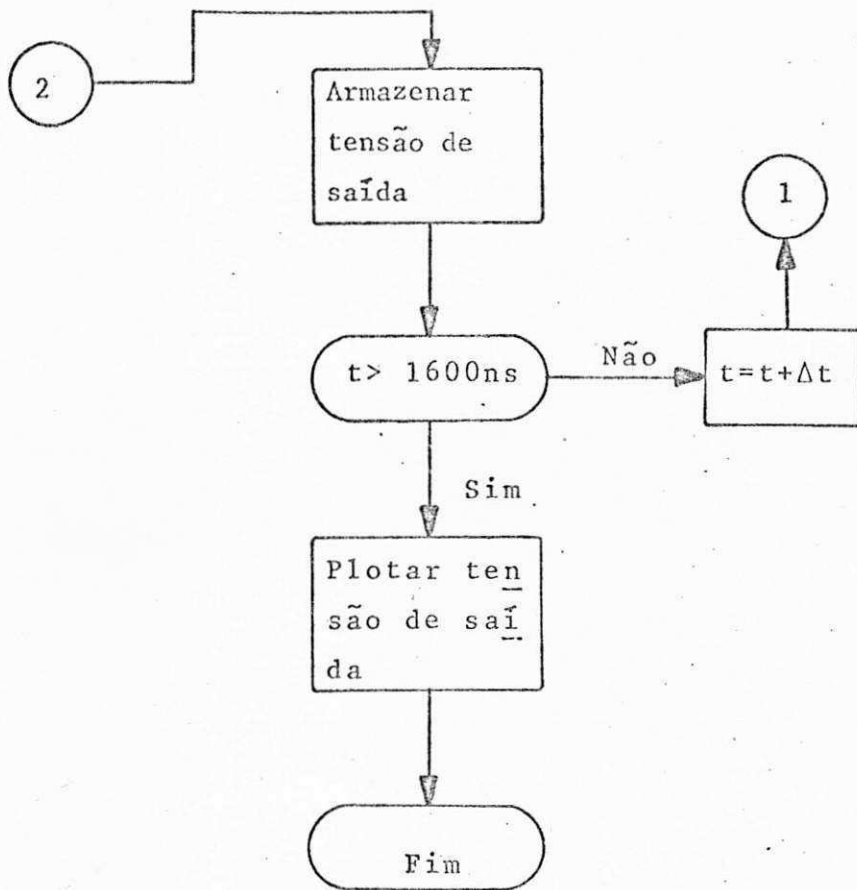 2
Armazenar
tensão de
saída
1
t> 1600ns
Não
t=t+Δt
Sim
Plotar ten
são de saí
da
Fim